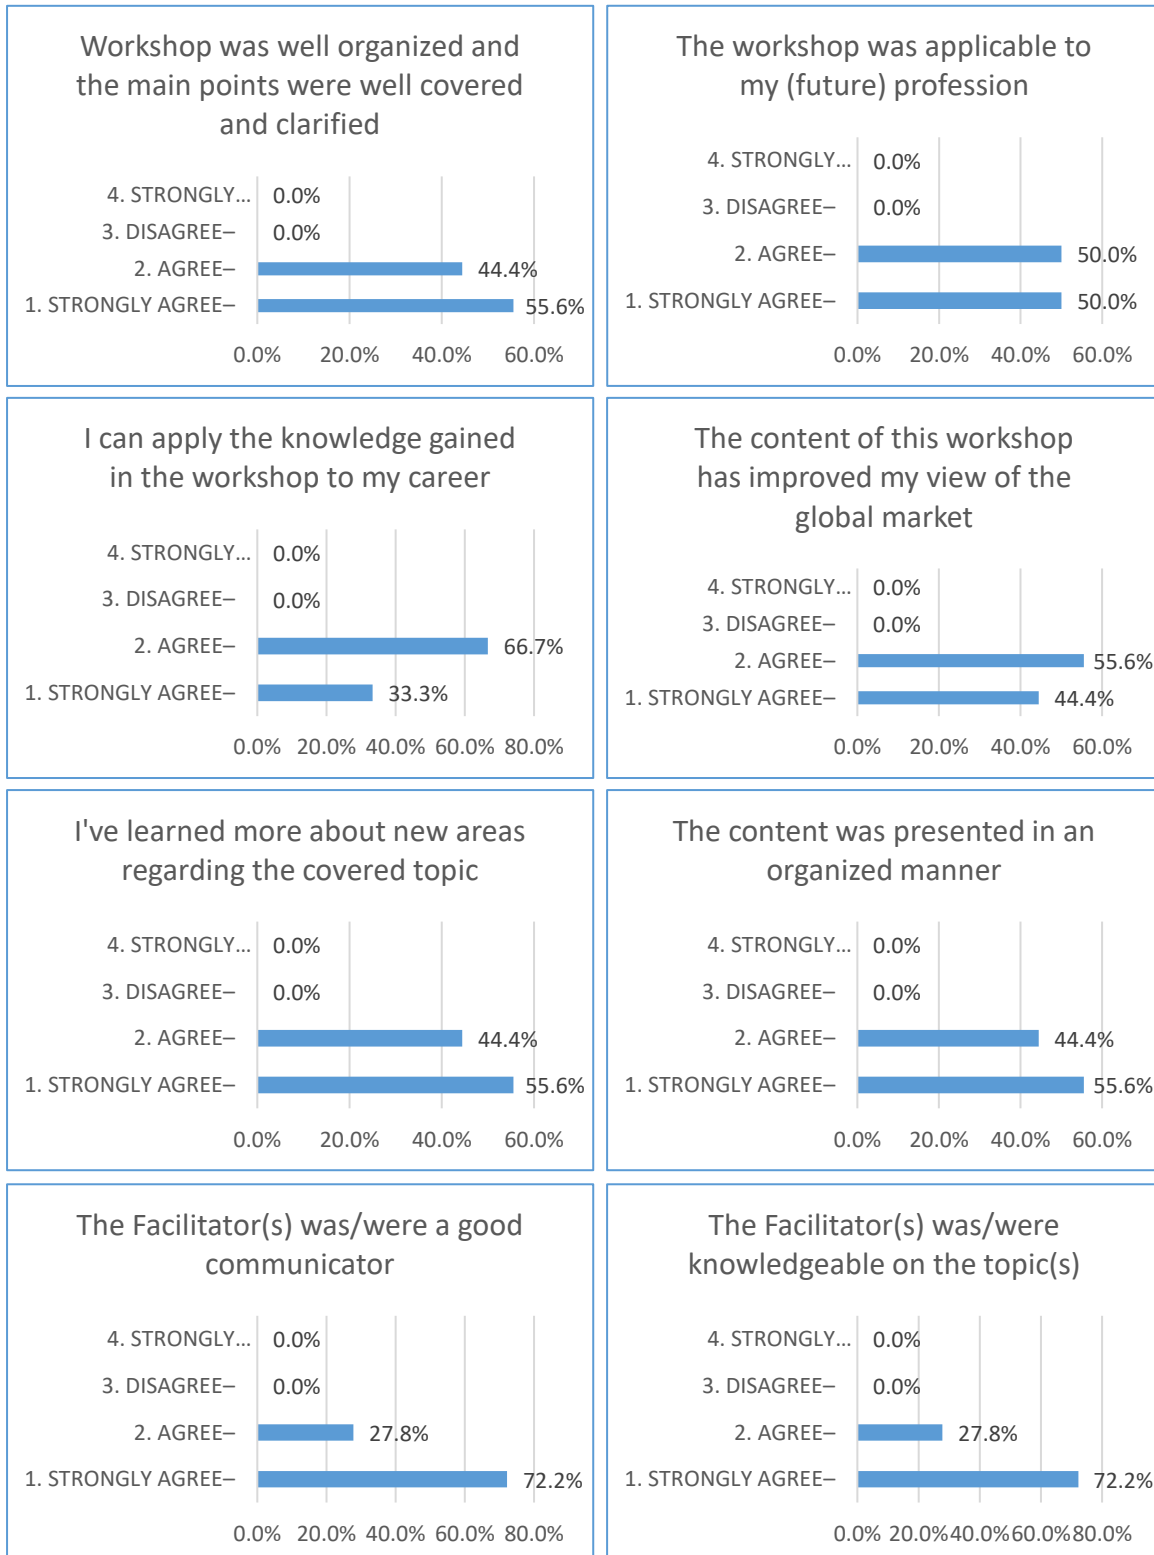 Workshop was well organized and
the main points were well covered
and clarified
4. STRONGLY... 0.0%
3. DISAGREE– 0.0%
2. AGREE– 44.4%
1. STRONGLY AGREE– 55.6%
0.0% 20.0% 40.0% 60.0%
The workshop was applicable to
my (future) profession
4. STRONGLY... 0.0%
3. DISAGREE– 0.0%
2. AGREE– 50.0%
1. STRONGLY AGREE– 50.0%
0.0% 20.0% 40.0% 60.0%
I can apply the knowledge gained
in the workshop to my career
4. STRONGLY... 0.0%
3. DISAGREE– 0.0%
2. AGREE– 66.7%
1. STRONGLY AGREE– 33.3%
0.0% 20.0% 40.0% 60.0% 80.0%
The content of this workshop
has improved my view of the
global market
4. STRONGLY... 0.0%
3. DISAGREE– 0.0%
2. AGREE– 55.6%
1. STRONGLY AGREE– 44.4%
0.0% 20.0% 40.0% 60.0%
I've learned more about new areas
regarding the covered topic
4. STRONGLY... 0.0%
3. DISAGREE– 0.0%
2. AGREE– 44.4%
1. STRONGLY AGREE– 55.6%
0.0% 20.0% 40.0% 60.0%
The content was presented in an
organized manner
4. STRONGLY... 0.0%
3. DISAGREE– 0.0%
2. AGREE– 44.4%
1. STRONGLY AGREE– 55.6%
0.0% 20.0% 40.0% 60.0%
The Facilitator(s) was/were a good
communicator
4. STRONGLY... 0.0%
3. DISAGREE– 0.0%
2. AGREE– 27.8%
1. STRONGLY AGREE– 72.2%
0.0% 20.0% 40.0% 60.0% 80.0%
The Facilitator(s) was/were
knowledgeable on the topic(s)
4. STRONGLY... 0.0%
3. DISAGREE– 0.0%
2. AGREE– 27.8%
1. STRONGLY AGREE– 72.2%
0.0% 20.0% 40.0% 60.0% 80.0%